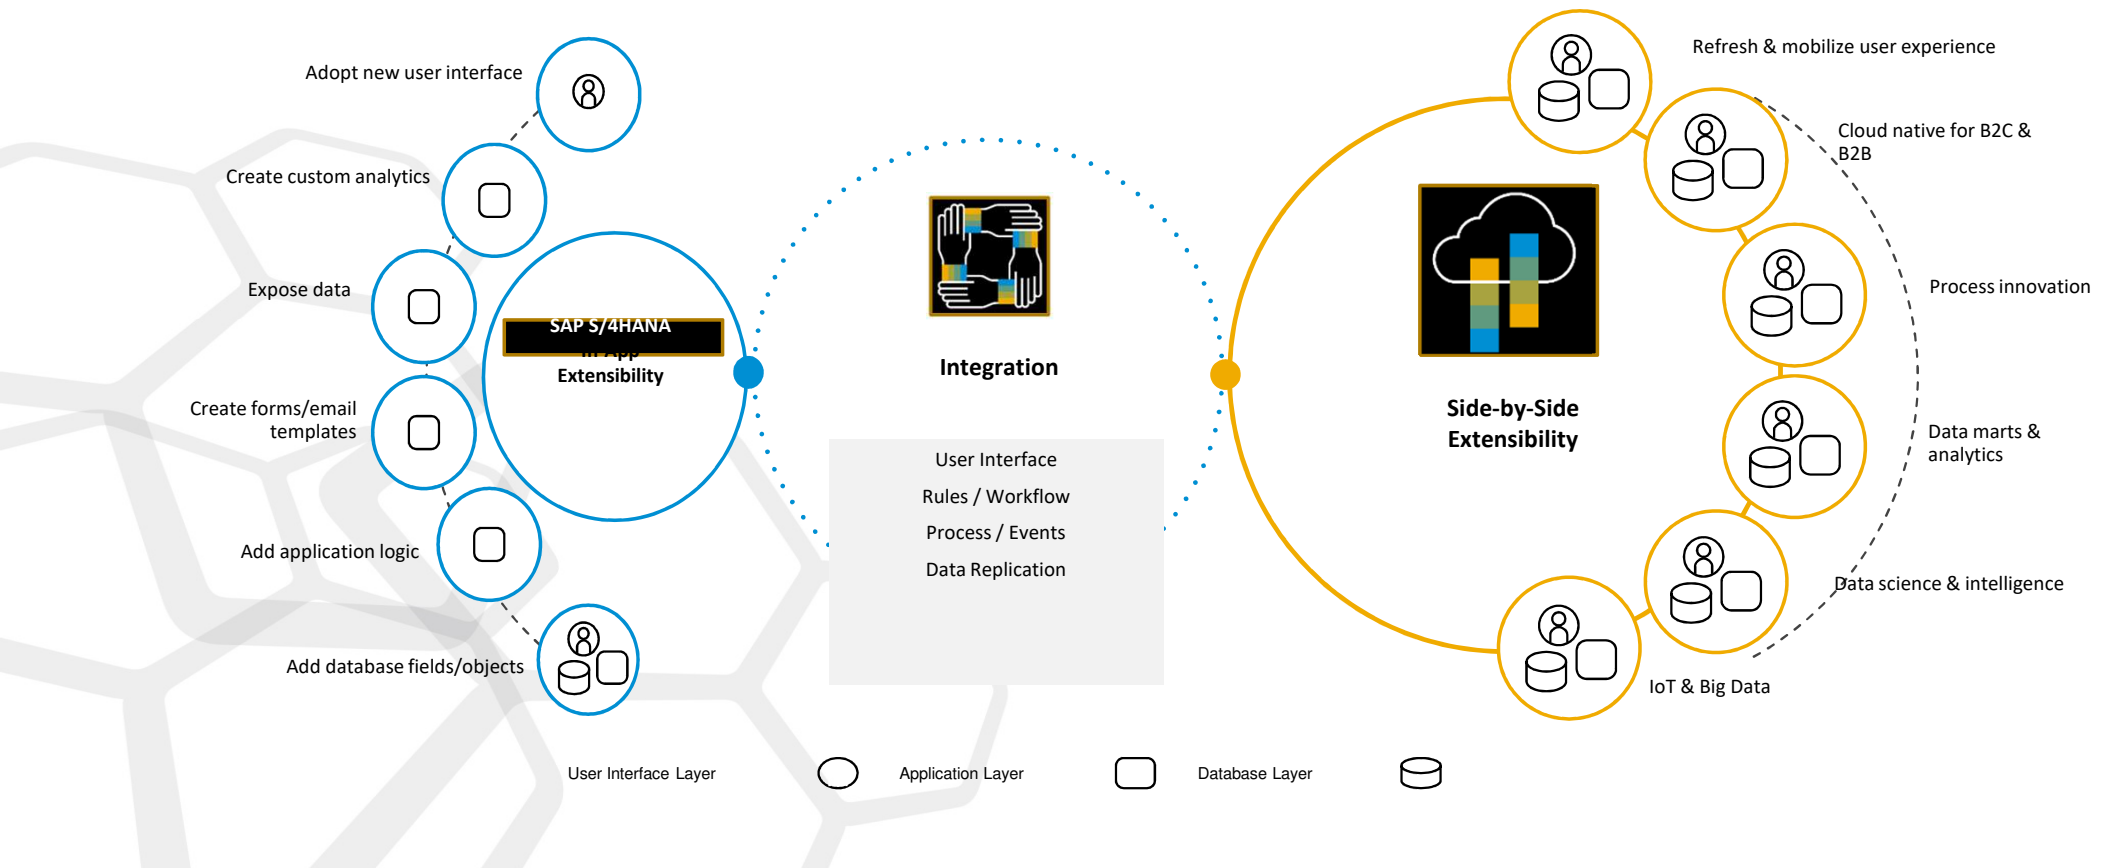 Adopt new user interface
Create custom analytics
Expose data
Create forms/email
templates
Add application logic
Add database fields/objects
SAP S/4HANA
In-App
Extensibility
Integration
User Interface
Rules / Workflow
Process / Events
Data Replication
Side-by-Side
Extensibility
Refresh & mobilize user experience
Cloud native for B2C &
B2B
Process innovation
Data marts &
analytics
Data science & intelligence
IoT & Big Data
User Interface Layer
Application Layer
Database Layer